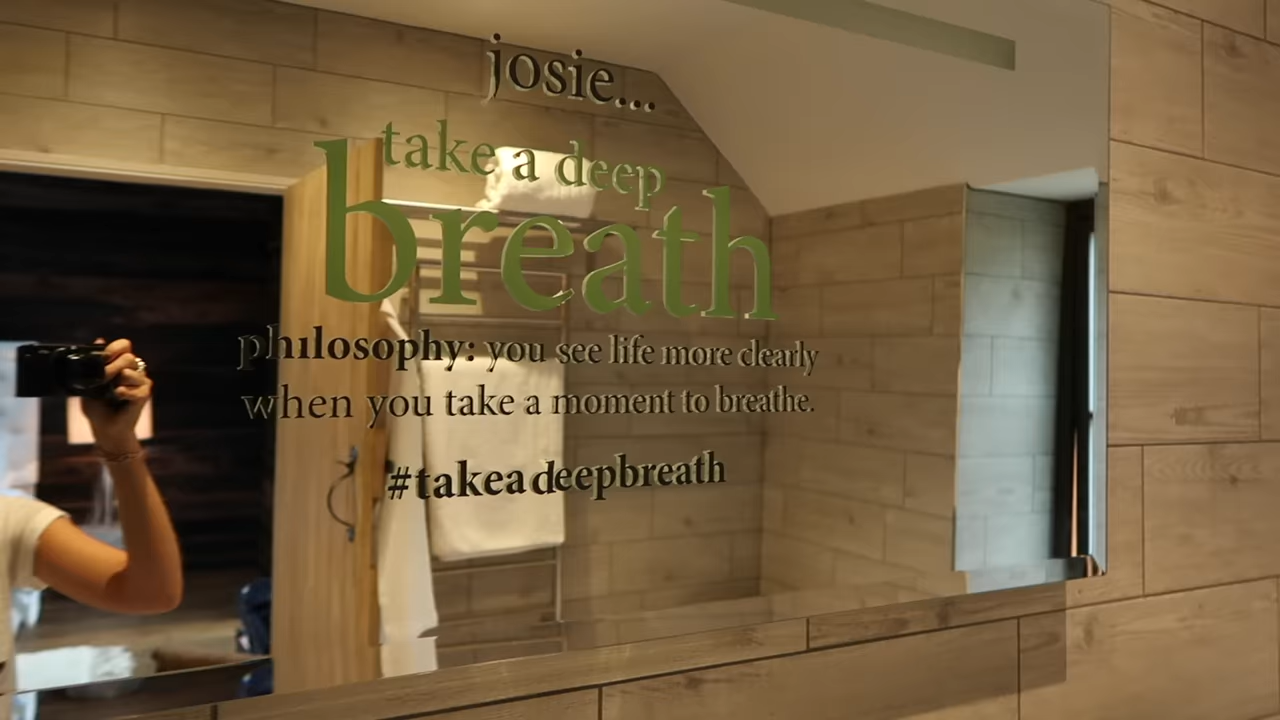 josie...
take a deep
breath
philosophy: you see life more clearly
when you take a moment to breathe.
#takeadeepbreath